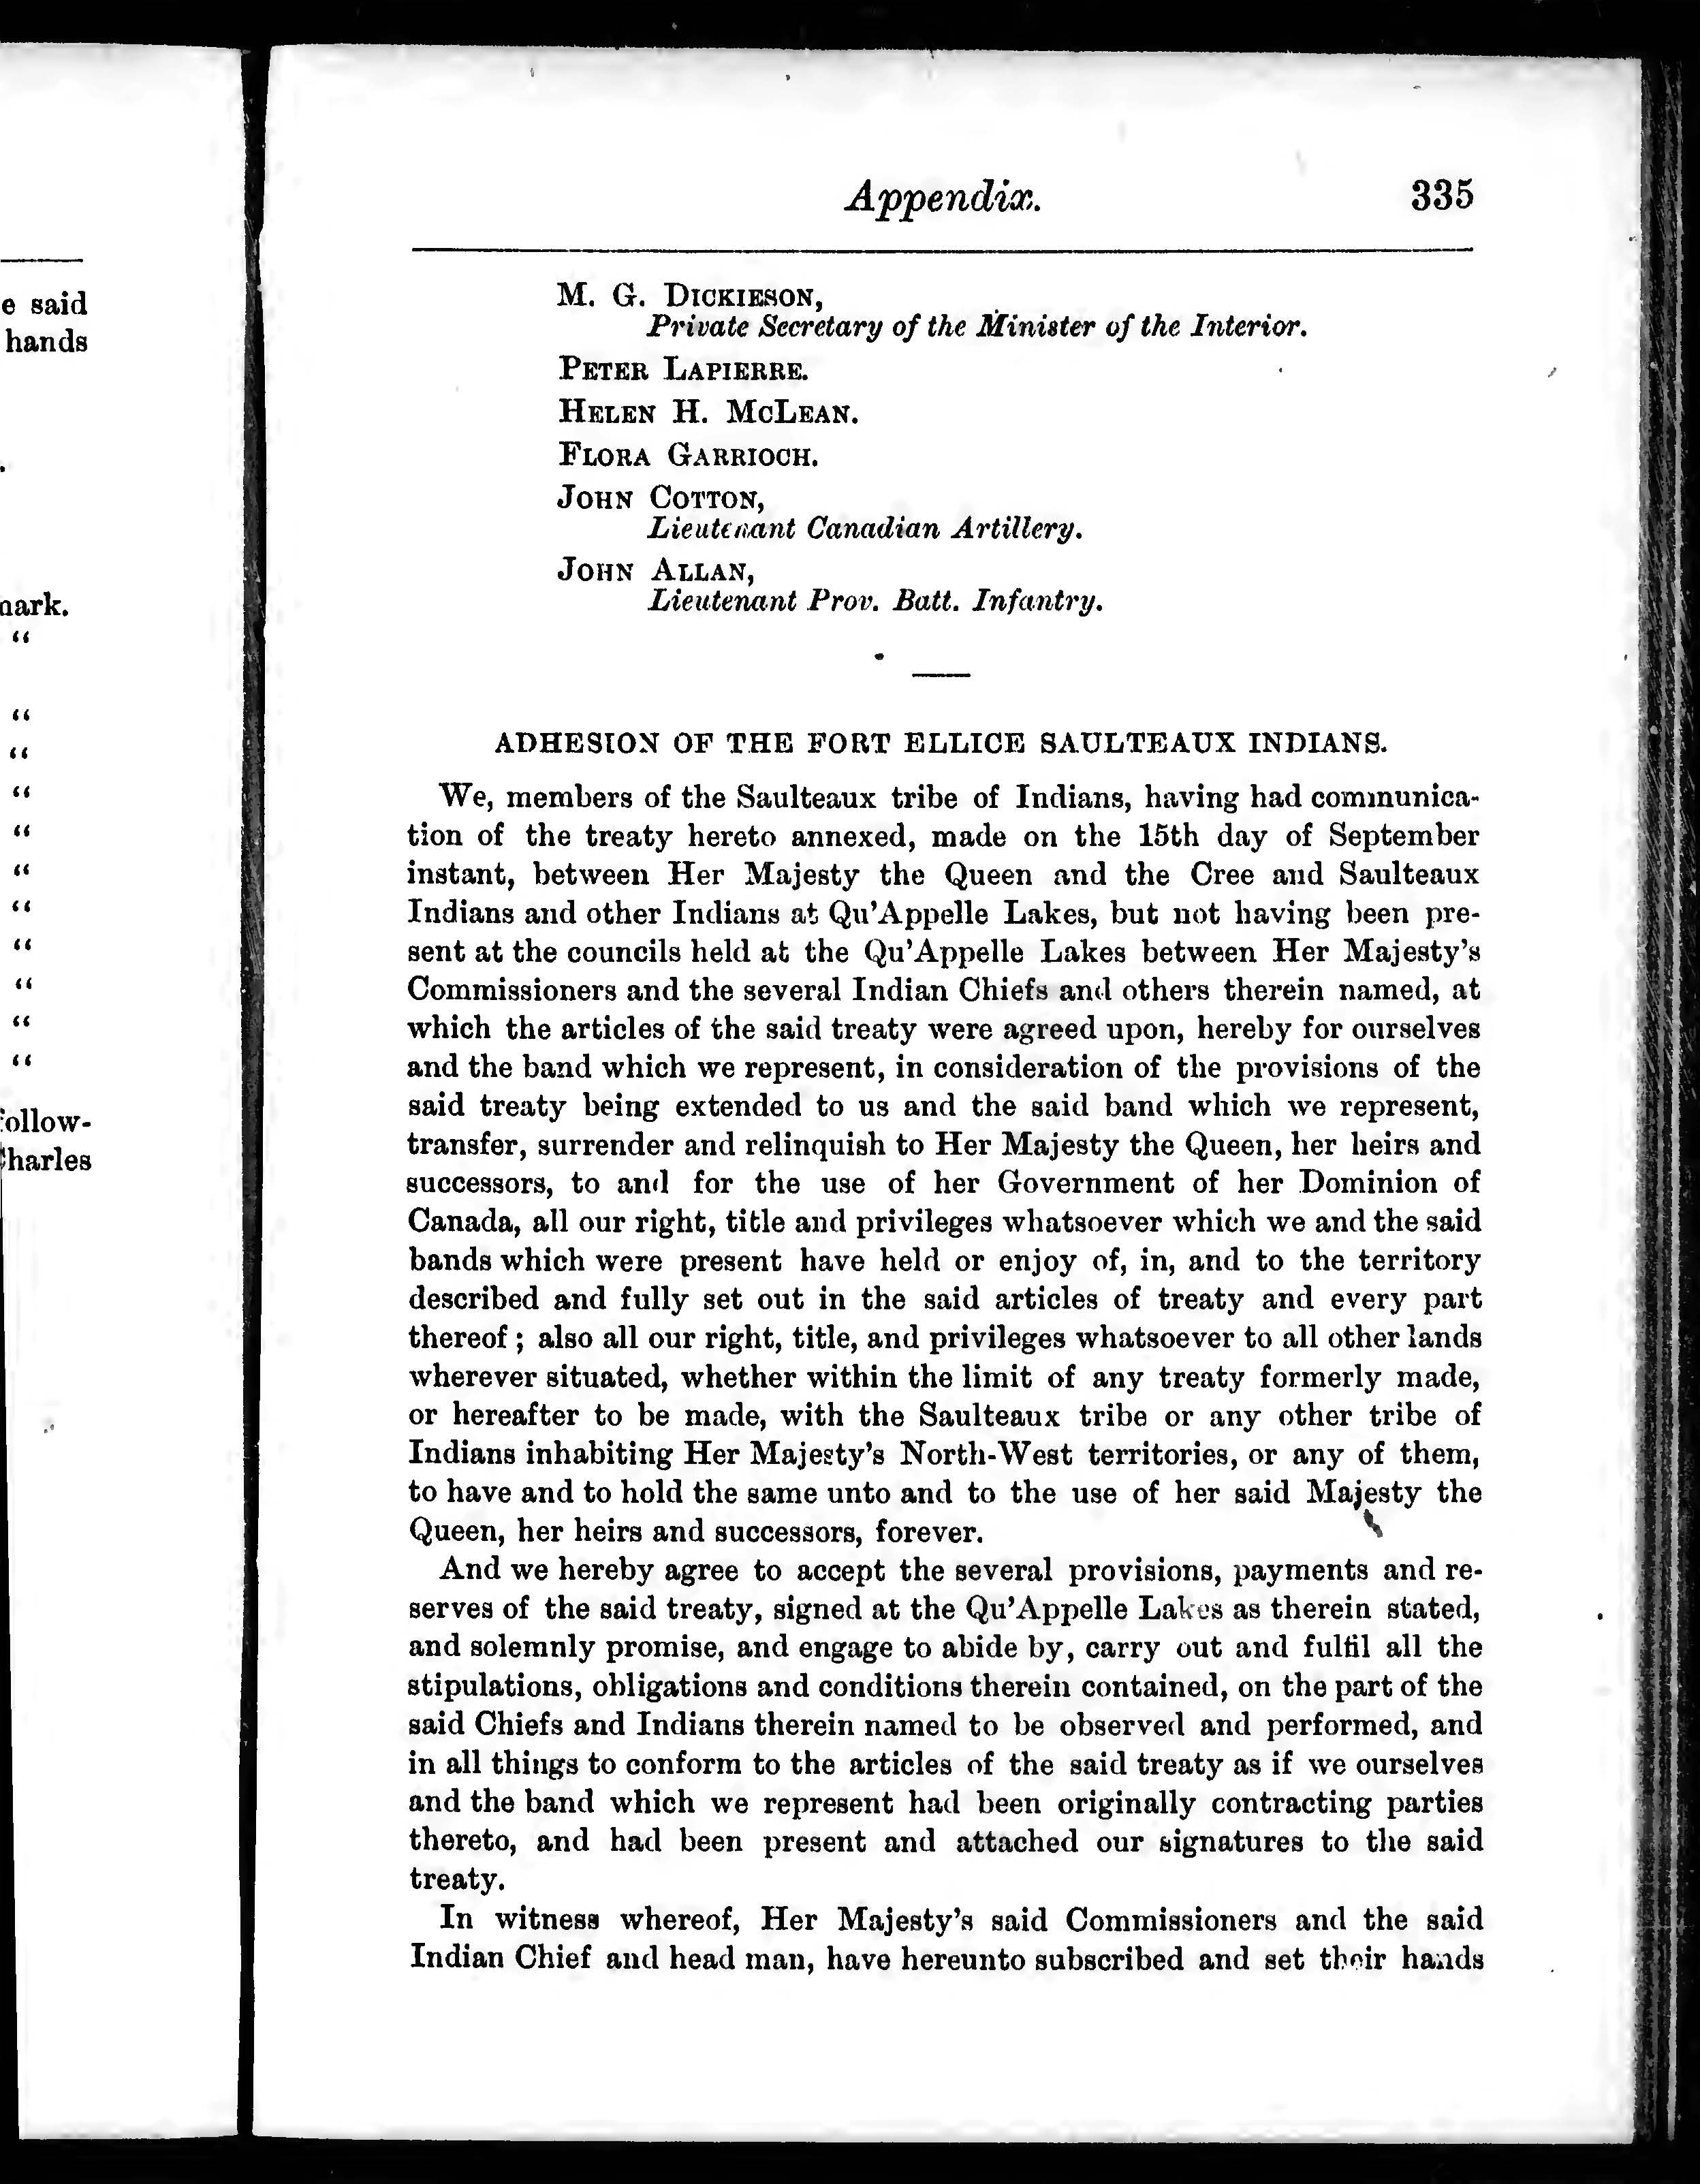 e said
hands
mark.
“
“
“
“
“
“
“
“
“
“
“
follow-
Charles
Appendix. 335
M. G. Dickieson,
Private Secretary of the Minister of the Interior.
Peter Lapierre.
Helen H. McLean.
Flora Garrioch.
John Cotton,
Lieutenant Canadian Artillery.
John Allan,
Lieutenant Prov. Batt. Infantry.
ADHESION OF THE FORT ELLICE SAULTEAUX INDIANS.
We, members of the Saulteaux tribe of Indians, having had communica-
tion of the treaty hereto annexed, made on the 15th day of September
instant, between Her Majesty the Queen and the Cree and Saulteaux
Indians and other Indians at Qu’Appelle Lakes, but not having been pre-
sent at the councils held at the Qu’Appelle Lakes between Her Majesty’s
Commissioners and the several Indian Chiefs and others therein named, at
which the articles of the said treaty were agreed upon, hereby for ourselves
and the band which we represent, in consideration of the provisions of the
said treaty being extended to us and the said band which we represent,
transfer, surrender and relinquish to Her Majesty the Queen, her heirs and
successors, to and for the use of her Government of her Dominion of
Canada, all our right, title and privileges whatsoever which we and the said
bands which were present have held or enjoy of, in, and to the territory
described and fully set out in the said articles of treaty and every part
thereof ; also all our right, title, and privileges whatsoever to all other lands
wherever situated, whether within the limit of any treaty formerly made,
or hereafter to be made, with the Saulteaux tribe or any other tribe of
Indians inhabiting Her Majesty’s North-West territories, or any of them,
to have and to hold the same unto and to the use of her said Majesty the
Queen, her heirs and successors, forever.
And we hereby agree to accept the several provisions, payments and re-
serves of the said treaty, signed at the Qu’Appelle Lakes as therein stated,
and solemnly promise, and engage to abide by, carry out and fulfil all the
stipulations, obligations and conditions therein contained, on the part of the
said Chiefs and Indians therein named to be observed and performed, and
in all things to conform to the articles of the said treaty as if we ourselves
and the band which we represent had been originally contracting parties
thereto, and had been present and attached our signatures to the said
treaty.
In witness whereof, Her Majesty’s said Commissioners and the said
Indian Chief and head man, have hereunto subscribed and set their hands